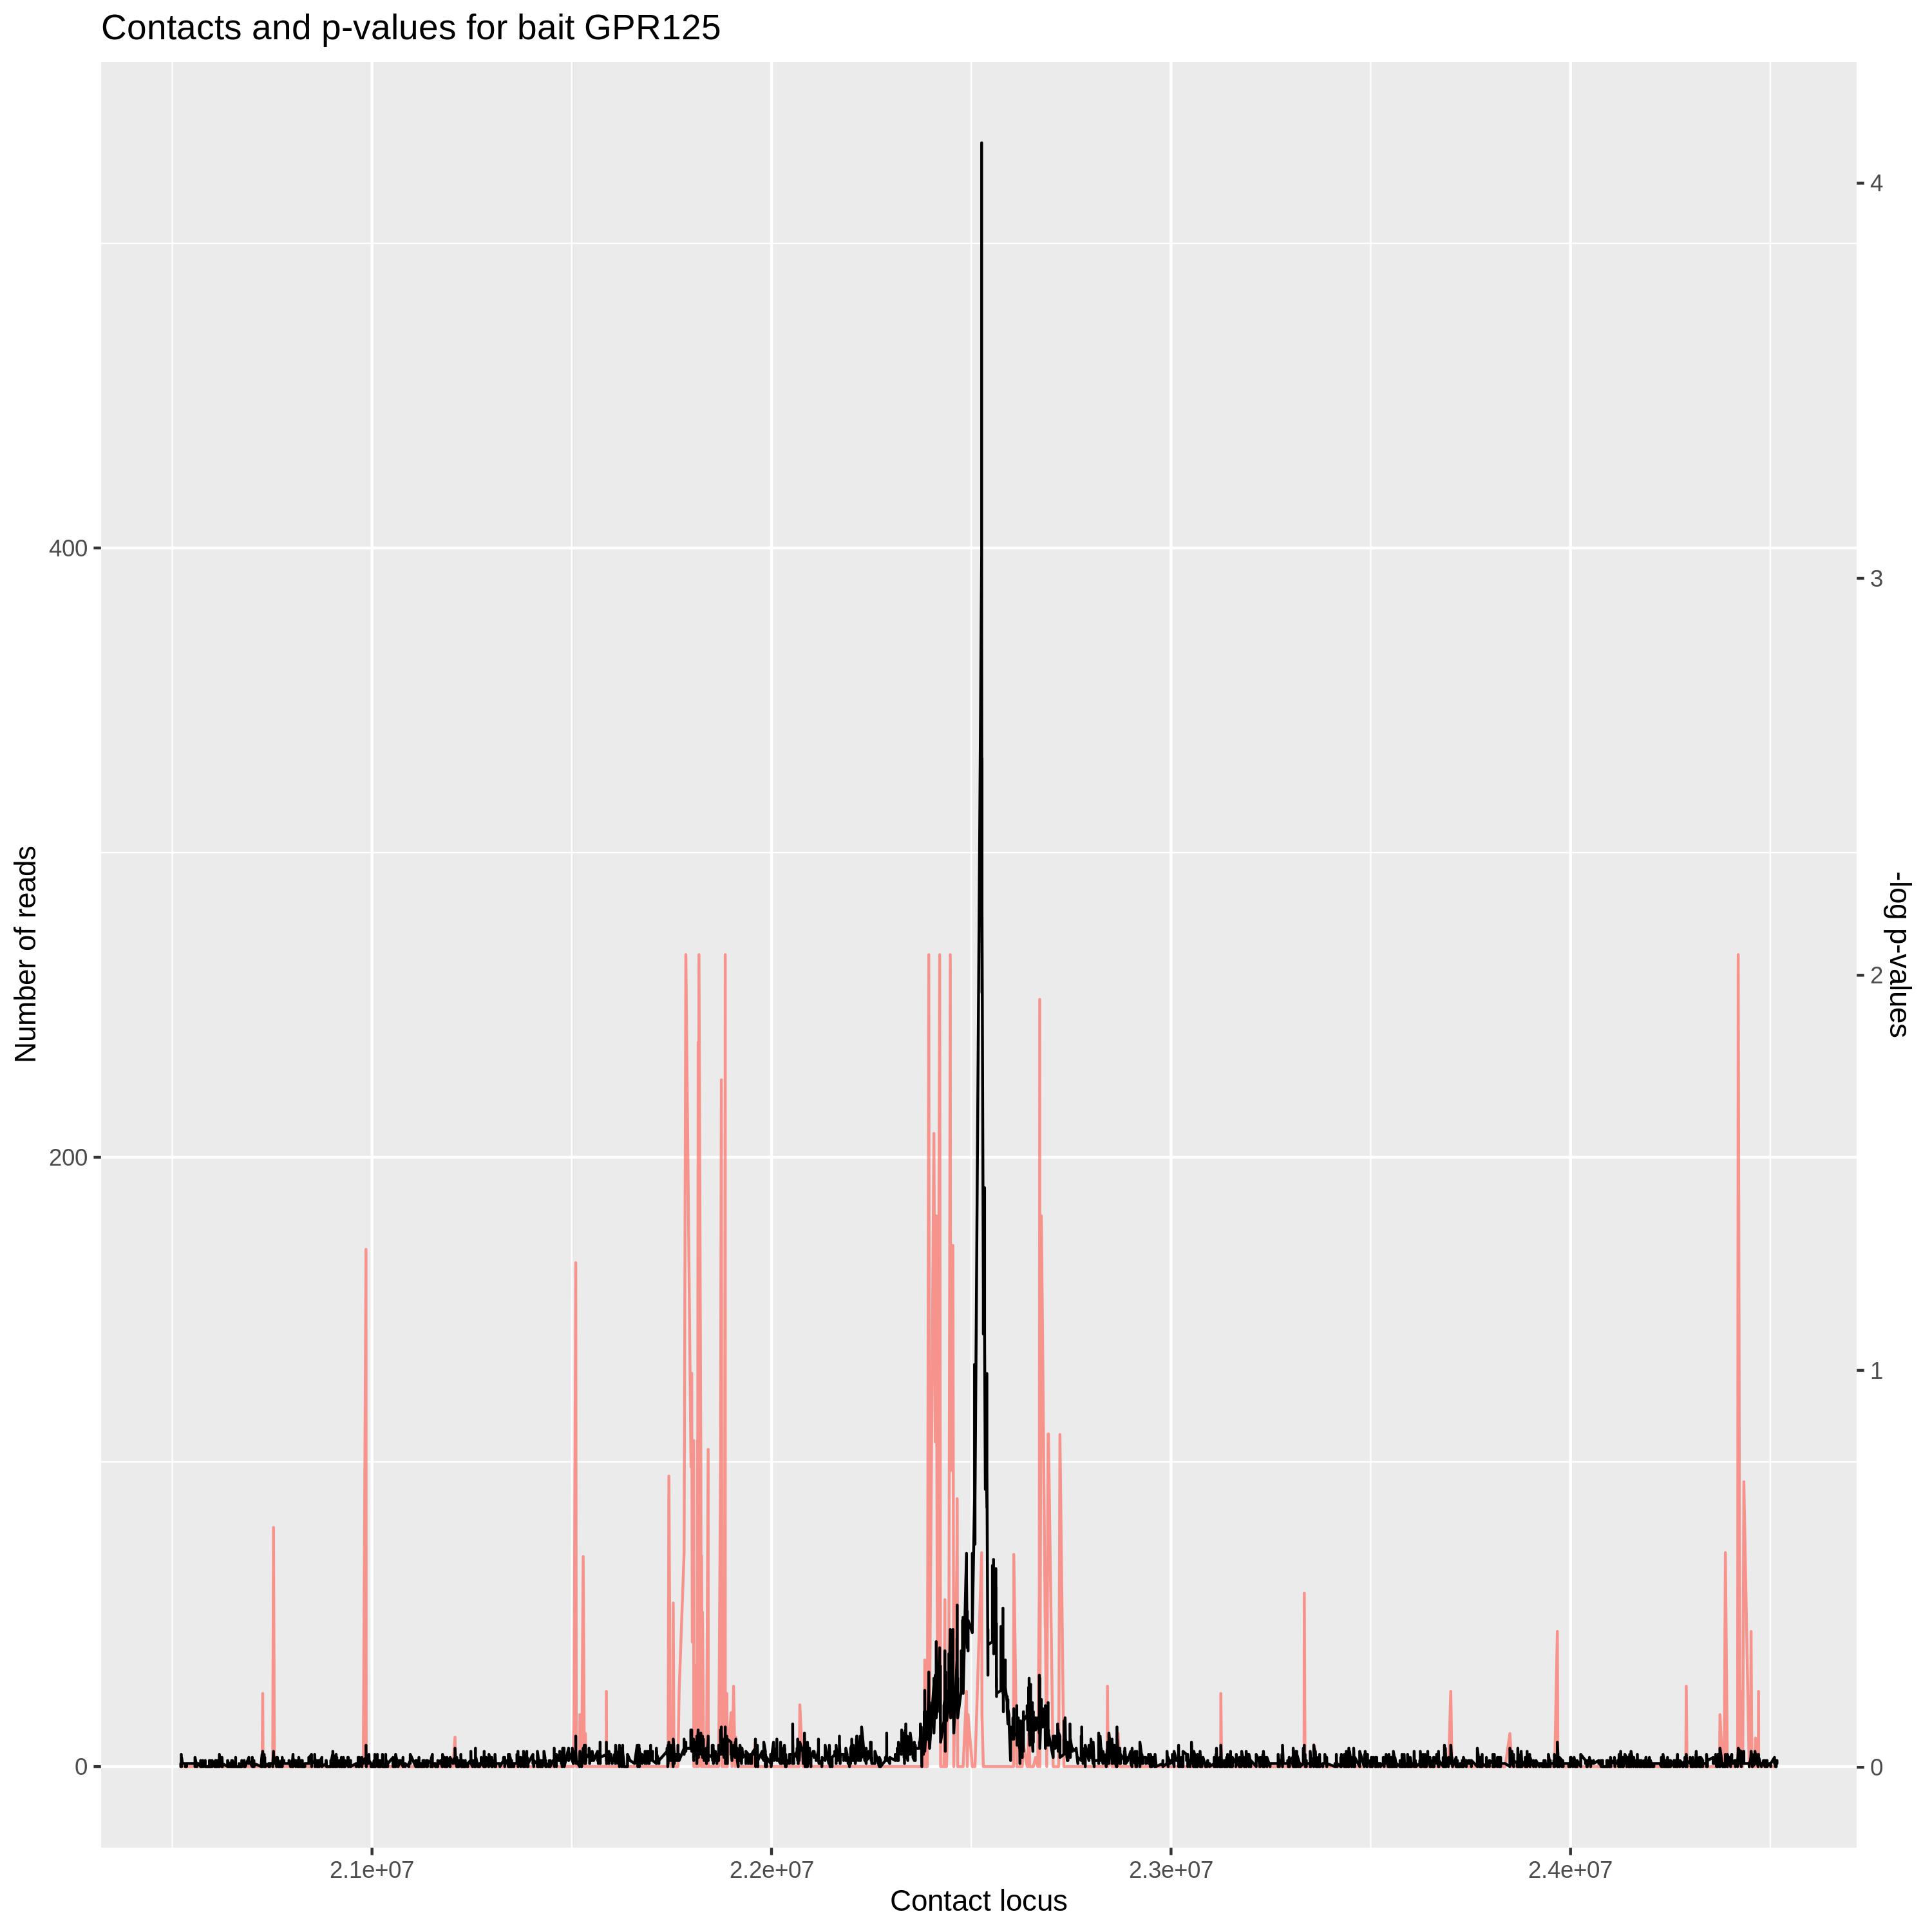 Contacts and p-values for bait GPR125
Number of reads
400
200
0
4
3
2
1
0
-log p-values
2.1e+07
2.2e+07
2.3e+07
2.4e+07
Contact locus